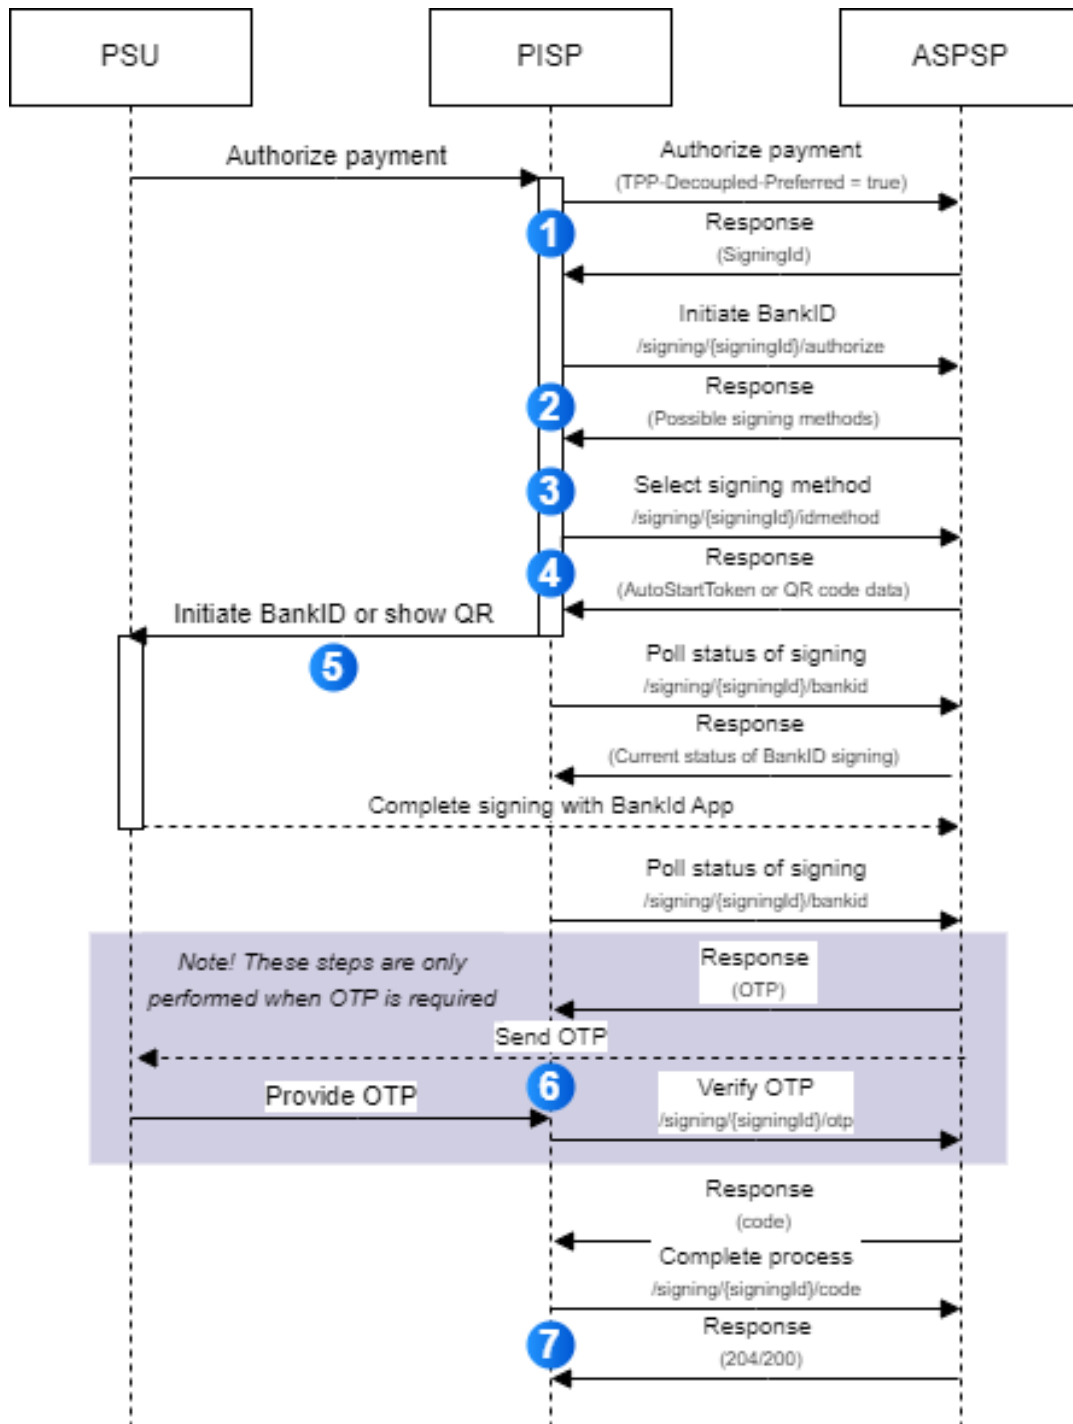 PSU
PISP
ASPSP
Authorize payment
Authorize payment
(TPP-Decoupled-Preferred = true)
1
Response
(SigningId)
Initiate BankID
/signing/{signingId}/authorize
2
Response
(Possible signing methods)
3
Select signing method
/signing/{signingId}/idmethod
4
Response
(AutoStartToken or QR code data)
Initiate BankID or show QR
5
Poll status of signing
/signing/{signingId}/bankid
Response
(Current status of BankID signing)
Complete signing with BankId App
Poll status of signing
/signing/{signingId}/bankid
Note! These steps are only
performed when OTP is required
Response
(OTP)
Send OTP
6
Provide OTP
Verify OTP
/signing/{signingId}/otp
Response
(code)
Complete process
/signing/{signingId}/code
7
Response
(204/200)